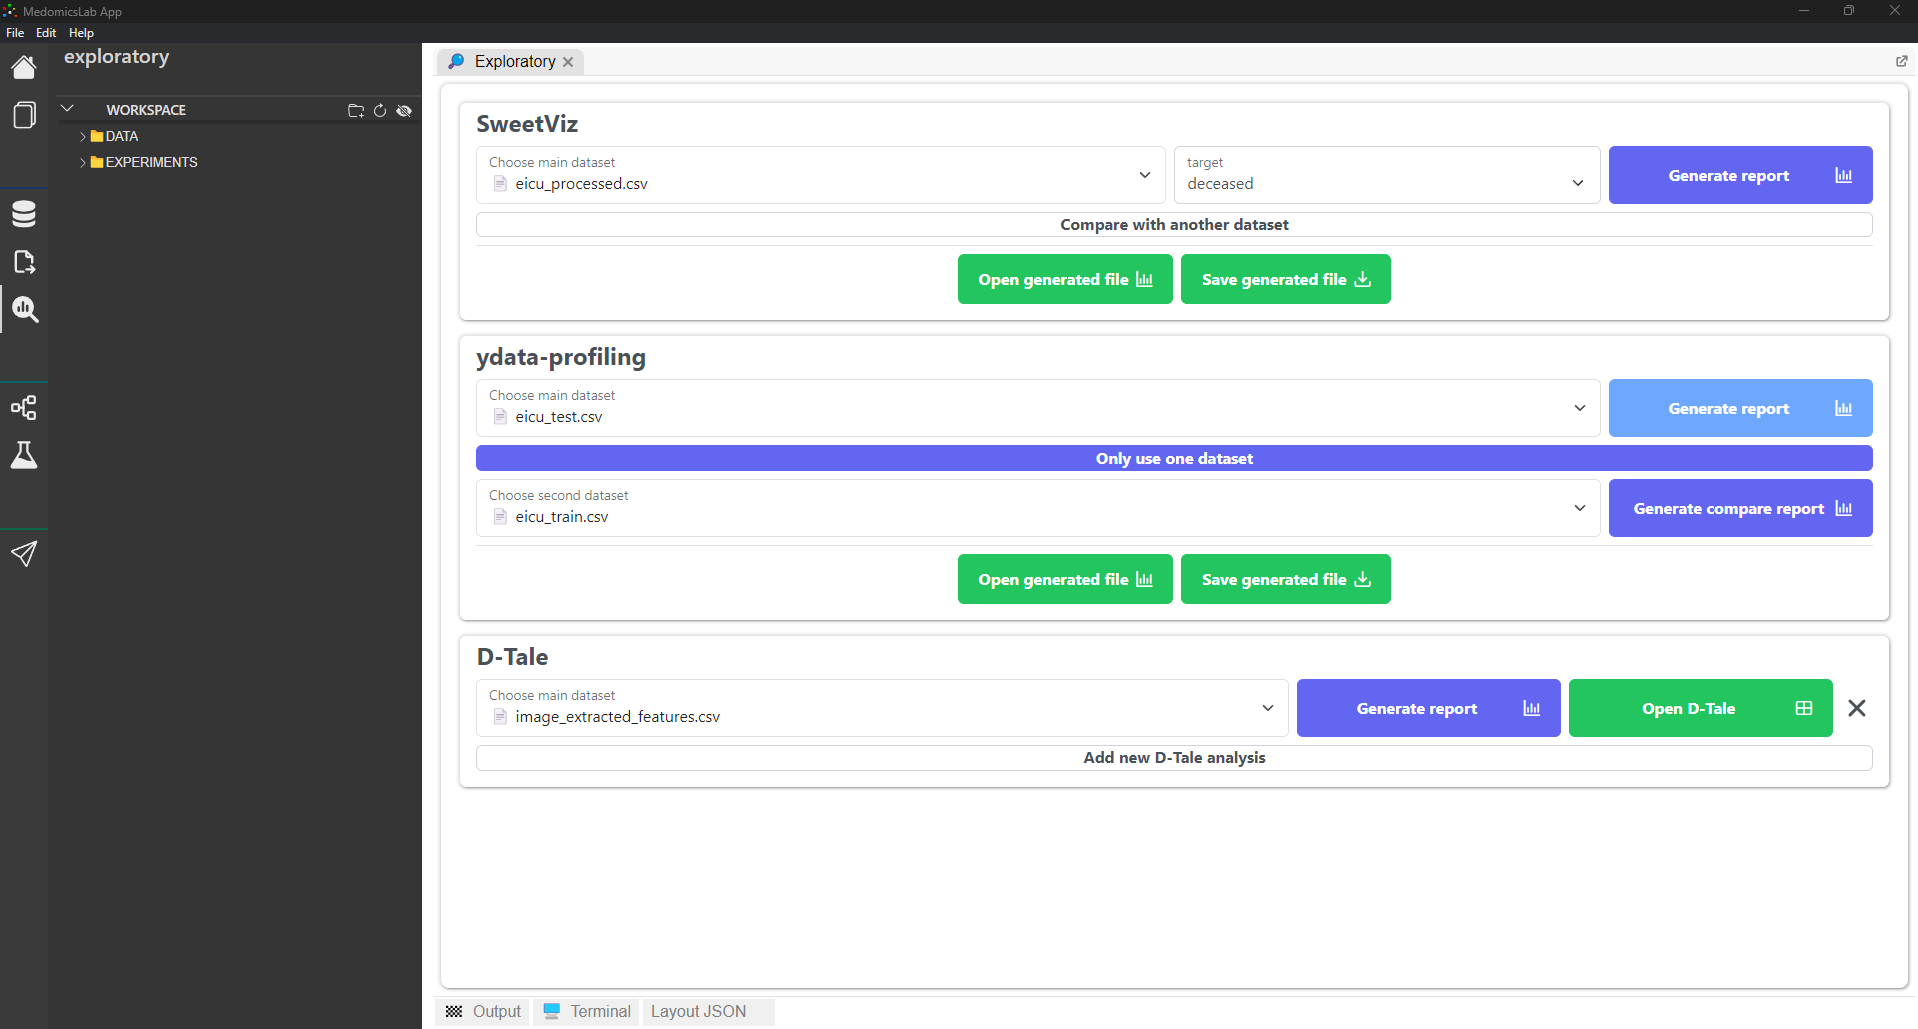 MedomicsLab App
File Edit Help
exploratory
WORKSPACE
DATA
EXPERIMENTS
Exploratory
SweetViz
Choose main dataset
eicu_processed.csv
target
deceased
Generate report
Compare with another dataset
Open generated file
Save generated file
ydata-profiling
Choose main dataset
eicu_test.csv
Generate report
Only use one dataset
Choose second dataset
eicu_train.csv
Generate compare report
Open generated file
Save generated file
D-Tale
Choose main dataset
image_extracted_features.csv
Generate report
Open D-Tale
Add new D-Tale analysis
Output
Terminal
Layout JSON